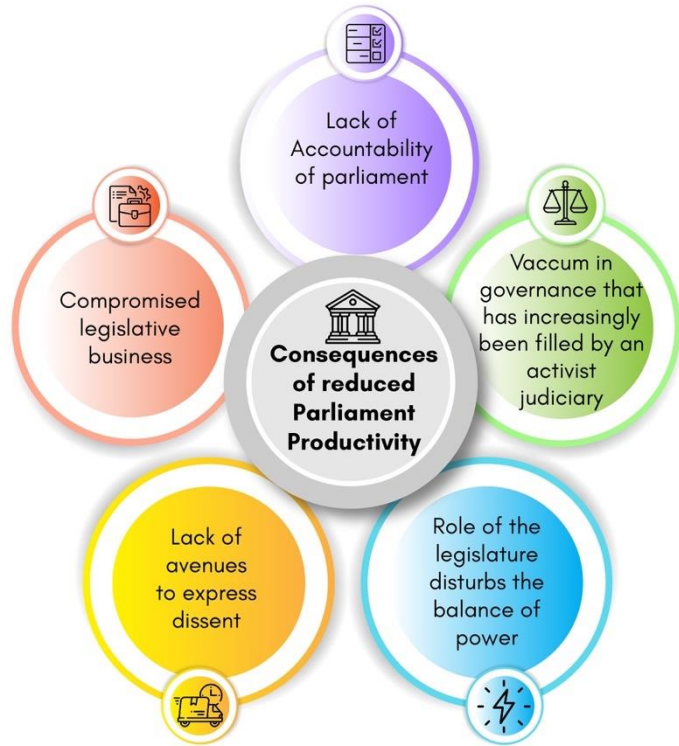 Lack of
Accountability
of parliament
Compromised
legislative
business
Vaccum in
governance that
has increasingly
been filled by an
activist
judiciary
Consequences
of reduced
Parliament
Productivity
Lack of
avenues
to express
dissent
Role of the
legislature
disturbs the
balance of
power